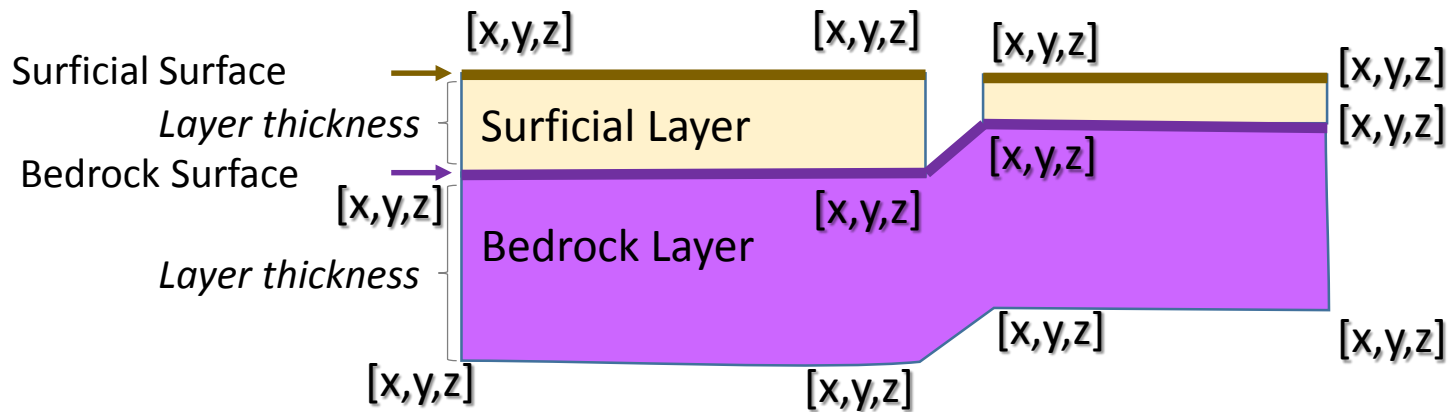 [x,y,z] [x,y,z] [x,y,z] [x,y,z]
Surficial Surface
Layer thickness Surficial Layer [x,y,z]
Bedrock Surface [x,y,z]
[x,y,z] [x,y,z]
Bedrock Layer
Layer thickness
[x,y,z] [x,y,z]
[x,y,z] [x,y,z]